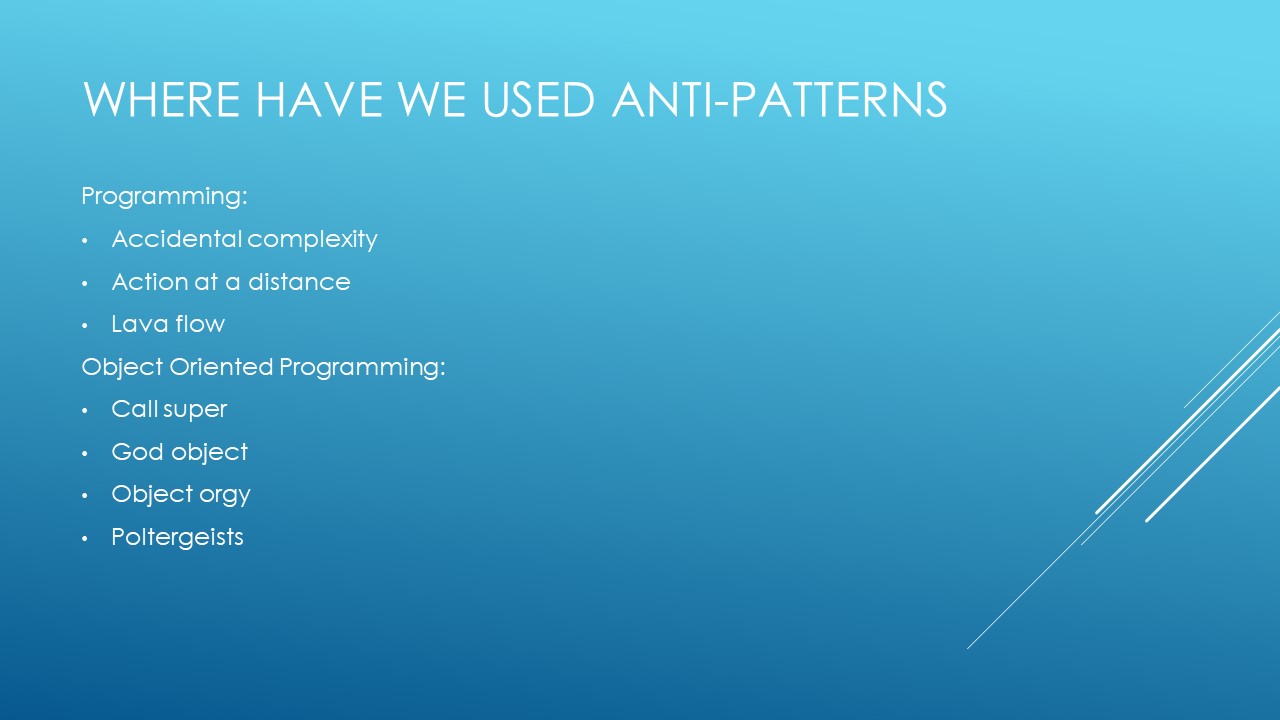 WHERE HAVE WE USED ANTI-PATTERNS
Programming:
• Accidental complexity
• Action at a distance
• Lava flow
Object Oriented Programming:
• Call super
• God object
• Object orgy
• Poltergeists